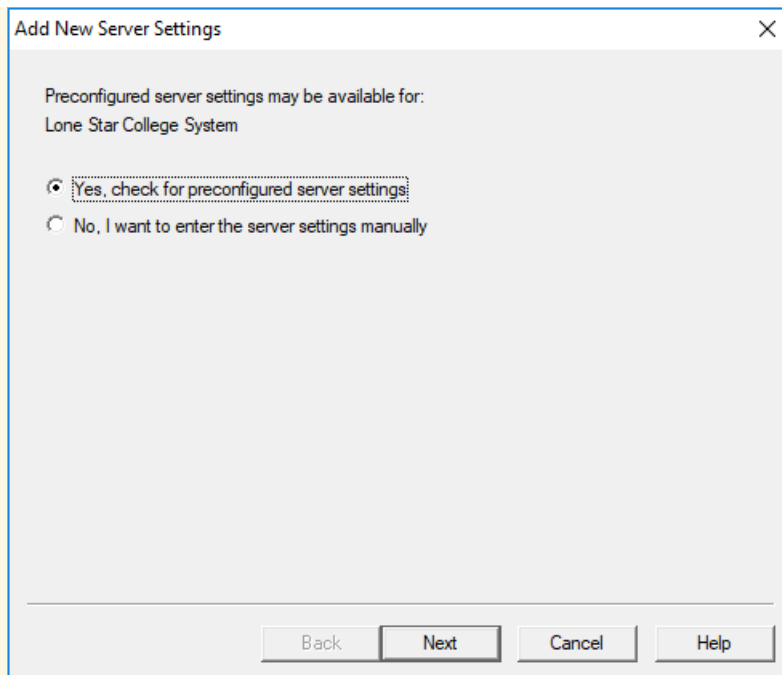 Add New Server Settings
Preconfigured server settings may be available for:
Lone Star College System
Yes, check for preconfigured server settings
No, I want to enter the server settings manually
Back Next Cancel Help